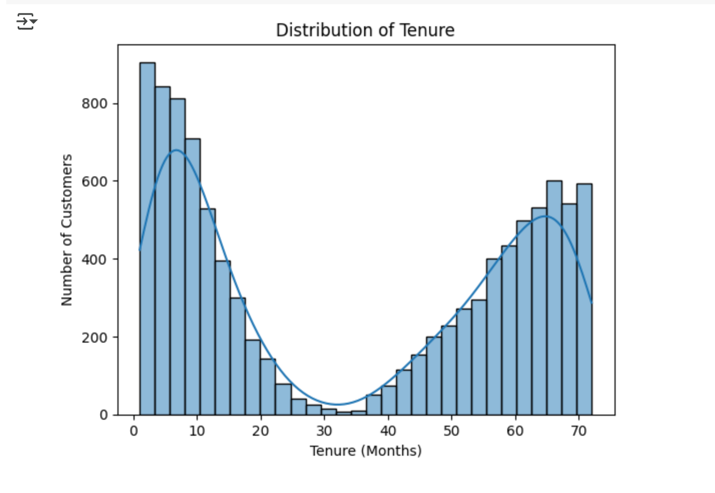 Distribution of Tenure
800
600
400
200
0
Number of Customers
0 10 20 30 40 50 60 70
Tenure (Months)